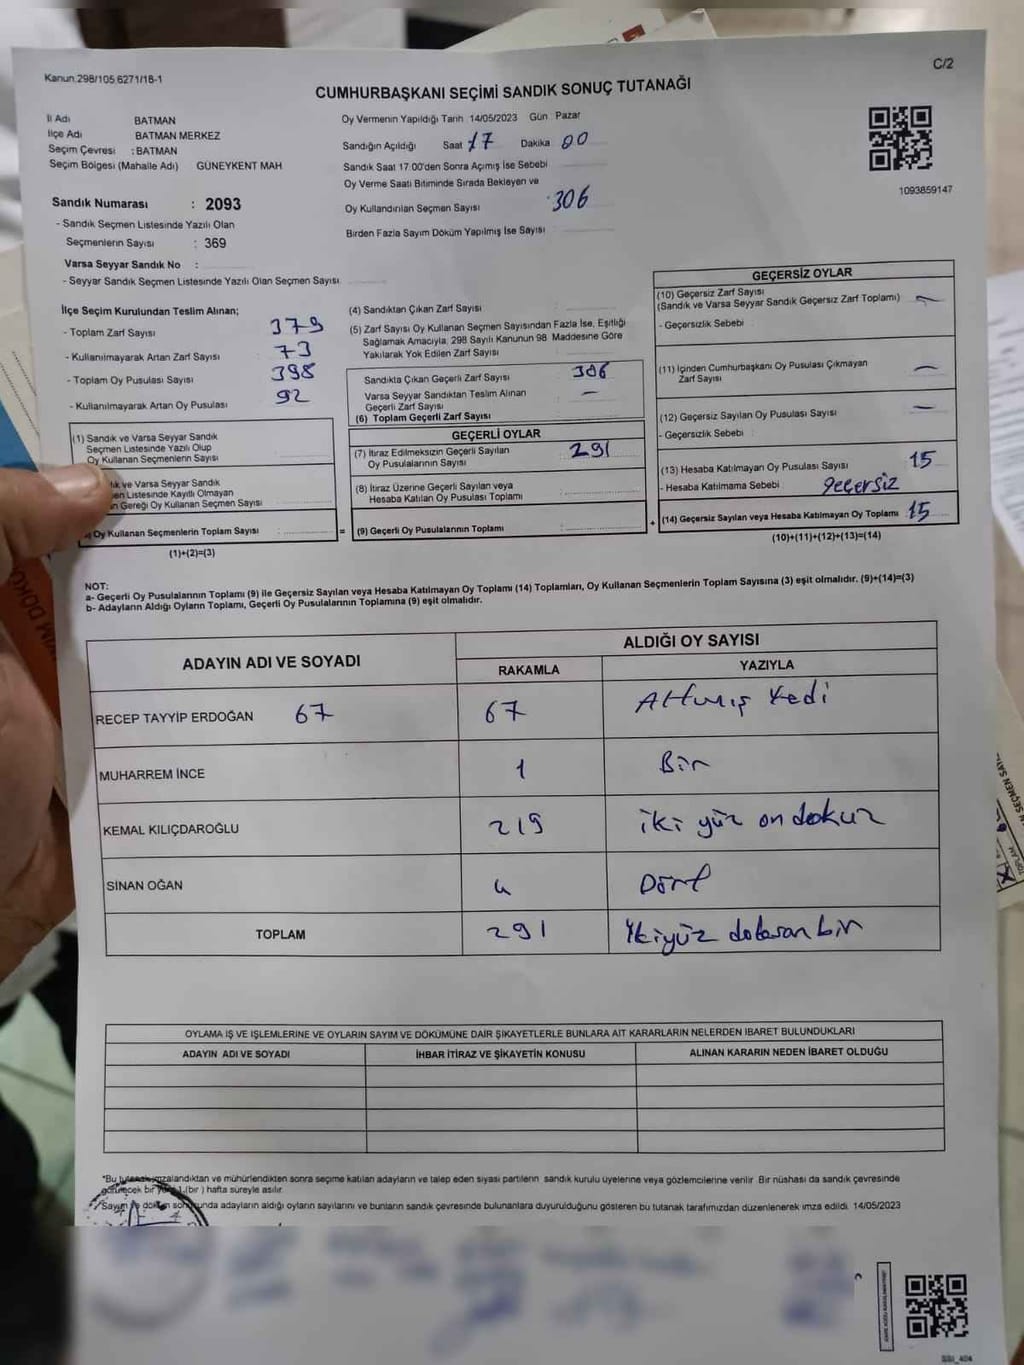 Kanun.298/105 6271/18-1
C/2
CUMHURBAŞKANI SEÇİMİ SANDIK SONUÇ TUTANAĞI
İl Adı BATMAN
İlçe Adı BATMAN MERKEZ
Seçim Çevresi : BATMAN
Seçim Bölgesi (Mahalle Adı) GÜNEYKENT MAH
Oy Vermenin Yapıldığı Tarih 14/05/2023 Gün Pazar
Sandığın Açıldığı Saat 17 Dakika 00
Sandık Saat 17:00'den Sonra Açımış İse Sebebi
Oy Verme Saati Bitiminde Sırada Bekleyen ve
Oy Kullandırılan Seçmen Sayısı 306
Birden Fazla Sayım Döküm Yapılmış İse Sayısı
1093859147
Sandık Numarası : 2093
- Sandık Seçmen Listesinde Yazılı Olan
Seçmenlerin Sayısı : 369
Varsa Seyyar Sandık No :
- Seyyar Sandık Seçmen Listesinde Yazılı Olan Seçmen Sayısı
İlçe Seçim Kurulundan Teslim Alınan;
- Toplam Zarf Sayısı 379
- Kullanılmayarak Artan Zarf Sayısı 73
- Toplam Oy Pusulası Sayısı 398
- Kullanılmayarak Artan Oy Pusulası 92
(1) Sandık ve Varsa Seyyar Sandık
Seçmen Listesinde Yazılı Olup
Oy Kullanan Seçmenlerin Sayısı
ık ve Varsa Seyyar Sandık
en Listesinde Kayıtlı Olmayan
n Gereği Oy Kullanan Seçmen Sayısı
Oy Kullanan Seçmenlerin Toplam Sayısı :
(1)+(2)=(3)
(4) Sandıktan Çıkan Zarf Sayısı
(5) Zarf Sayısı Oy Kullanan Seçmen Sayısından Fazla İse, Eşitliği
Sağlamak Amacıyla, 298 Sayılı Kanunun 98 Maddesine Göre
Yakılarak Yok Edilen Zarf Sayısı
Sandıkta Çıkan Geçerli Zarf Sayısı 306
Varsa Seyyar Sandıktan Teslim Alınan
Geçerli Zarf Sayısı —
(6) Toplam Geçerli Zarf Sayısı
GEÇERLİ OYLAR
(7) İtiraz Edilmeksizin Geçerli Sayılan
Oy Pusulalarının Sayısı 291
(8) İtiraz Üzerine Geçerli Sayılan veya
Hesaba Katılan Oy Pusulası Toplamı
= (9) Geçerli Oy Pusulalarının Toplamı :
GEÇERSİZ OYLAR
(10) Geçersiz Zarf Sayısı
(Sandık ve Varsa Seyyar Sandık Geçersiz Zarf Toplamı) —
- Geçersizlik Sebebi
(11) İçinden Cumhurbaşkanı Oy Pusulası Çıkmayan
Zarf Sayısı —
(12) Geçersiz Sayılan Oy Pusulası Sayısı —
- Geçersizlik Sebebi
(13) Hesaba Katılmayan Oy Pusulası Sayısı 15
- Hesaba Katılmama Sebebi geçersiz
+ (14) Geçersiz Sayılan veya Hesaba Katılmayan Oy Toplamı 15
(10)+(11)+(12)+(13)=(14)
NOT:
a- Geçerli Oy Pusulalarının Toplamı (9) ile Geçersiz Sayılan veya Hesaba Katılmayan Oy Toplamı (14) Toplamları, Oy Kullanan Seçmenlerin Toplam Sayısına (3) eşit olmalıdır. (9)+(14)=(3)
b- Adayların Aldığı Oyların Toplamı, Geçerli Oy Pusulalarının Toplamına (9) eşit olmalıdır.
ADAYIN ADI VE SOYADI
ALDIĞI OY SAYISI
RAKAMLA YAZIYLA
RECEP TAYYİP ERDOĞAN 67 67 Altmış Yedi
MUHARREM İNCE 1 Bir
KEMAL KILIÇDAROĞLU 219 iki yüz on dokuz
SİNAN OĞAN 4 Dört
TOPLAM 291 İkiyüz doksan bir
OYLAMA İŞ VE İŞLEMLERİNE VE OYLARIN SAYIM VE DÖKÜMÜNE DAİR ŞİKAYETLERLE BUNLARA AİT KARARLARIN NELERDEN İBARET BULUNDUKLARI
ADAYIN ADI VE SOYADI İHBAR İTİRAZ VE ŞİKAYETİN KONUSU ALINAN KARARIN NEDEN İBARET OLDUĞU
*Bu imzalandıktan ve mühürlendikten sonra seçime katılan adayların ve talep eden siyasi partilerin sandık kurulu üyelerine veya gözlemcilerine verilir. Bir nüshası da sandık çevresinde
görülecek bir yere 1 (bir ) hafta süreyle asılır.
*Sayım ve döküm sonucunda adayların aldığı oyların sayılarını ve bunların sandık çevresinde bulunanlara duyurulduğunu gösteren bu tutanak tarafımızdan düzenlenerek imza edildi. 14/05/2023